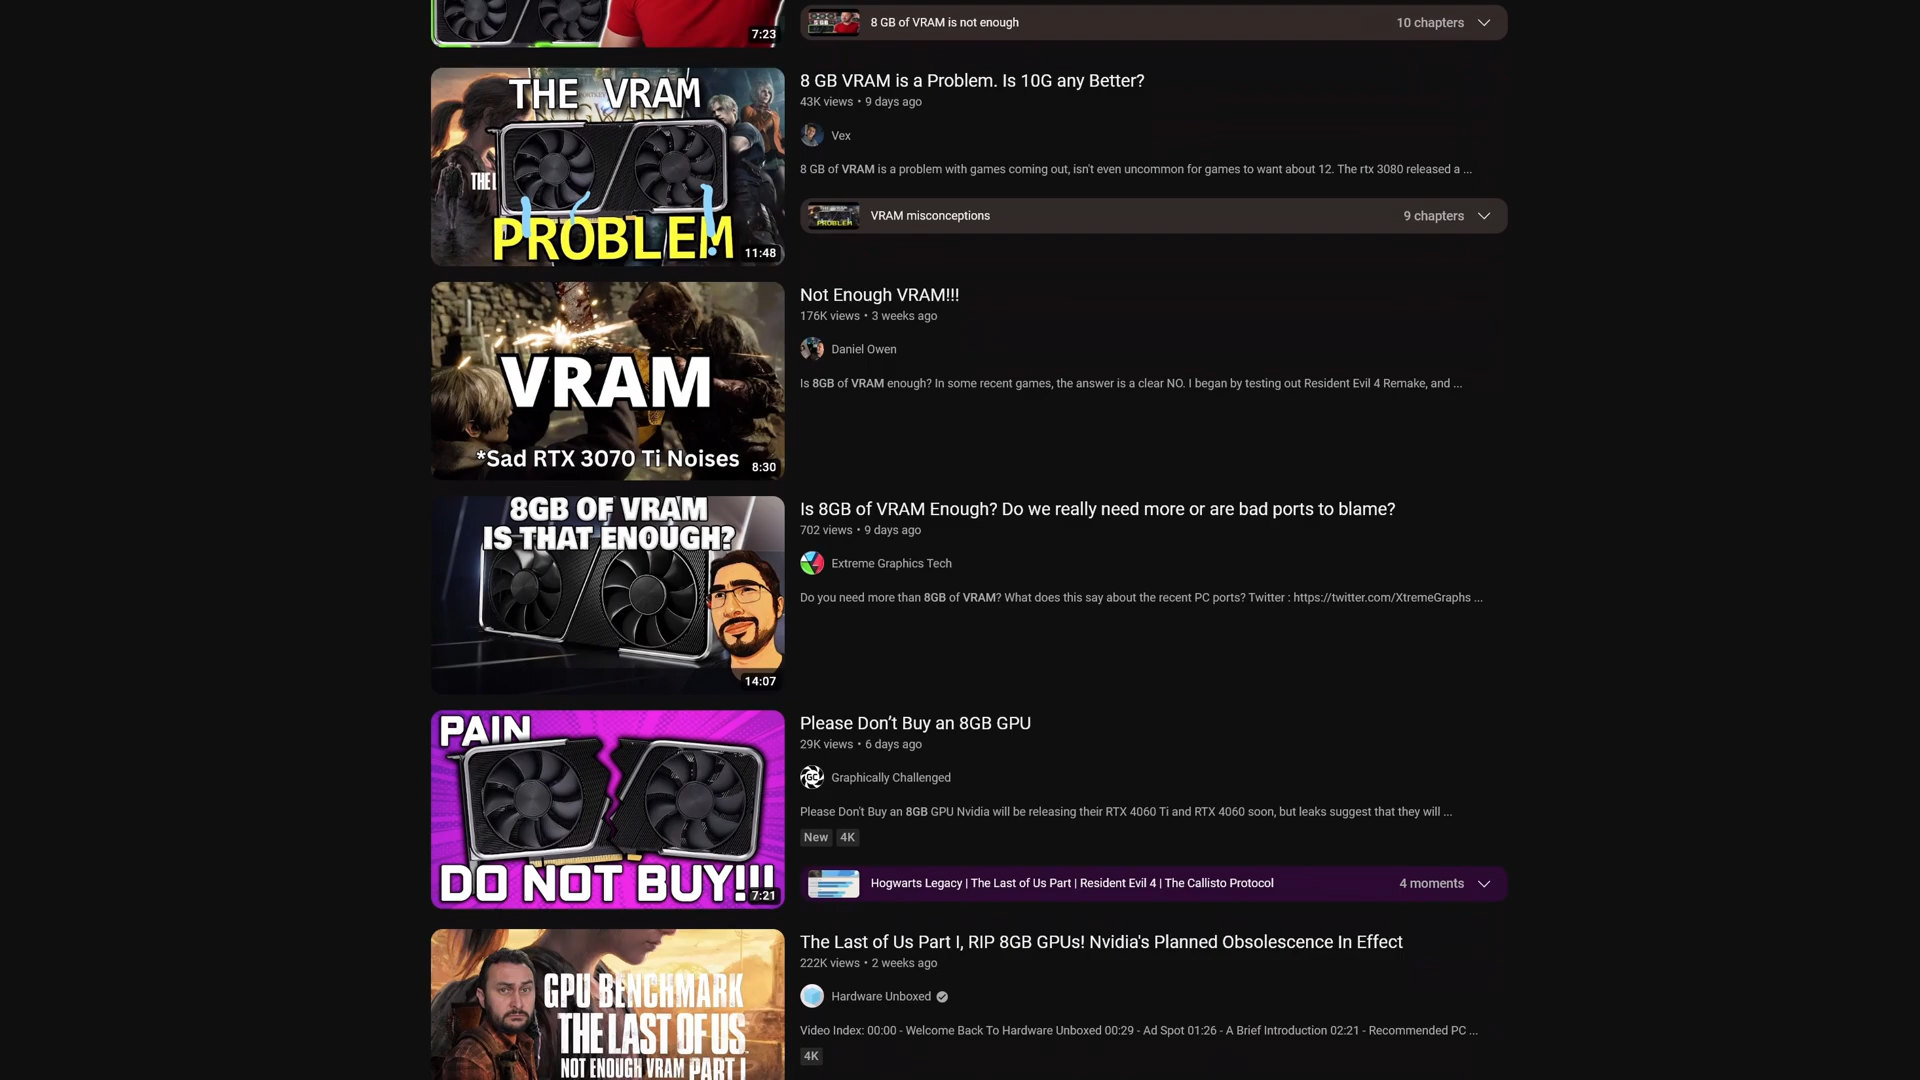 7:23
8 GB of VRAM is not enough
10 chapters
THE VRAM
THE L
PROBLEM
11:48
8 GB VRAM is a Problem. Is 10G any Better?
43K views • 9 days ago
Vex
8 GB of VRAM is a problem with games coming out, isn't even uncommon for games to want about 12. The rtx 3080 released a ...
VRAM misconceptions
9 chapters
VRAM
*Sad RTX 3070 Ti Noises
8:30
Not Enough VRAM!!!
176K views • 3 weeks ago
Daniel Owen
Is 8GB of VRAM enough? In some recent games, the answer is a clear NO. I began by testing out Resident Evil 4 Remake, and ...
8GB OF VRAM
IS THAT ENOUGH?
14:07
Is 8GB of VRAM Enough? Do we really need more or are bad ports to blame?
702 views • 9 days ago
Extreme Graphics Tech
Do you need more than 8GB of VRAM? What does this say about the recent PC ports? Twitter : https://twitter.com/XtremeGraphs ...
PAIN
DO NOT BUY!!!
7:21
Please Don’t Buy an 8GB GPU
29K views • 6 days ago
GC
Graphically Challenged
Please Don't Buy an 8GB GPU Nvidia will be releasing their RTX 4060 Ti and RTX 4060 soon, but leaks suggest that they will ...
New
4K
Hogwarts Legacy | The Last of Us Part | Resident Evil 4 | The Callisto Protocol
4 moments
GPU BENCHMARK
THE LAST OF US
NOT ENOUGH VRAM PART I
The Last of Us Part I, RIP 8GB GPUs! Nvidia's Planned Obsolescence In Effect
222K views • 2 weeks ago
Hardware Unboxed
Video Index: 00:00 - Welcome Back To Hardware Unboxed 00:29 - Ad Spot 01:26 - A Brief Introduction 02:21 - Recommended PC ...
4K